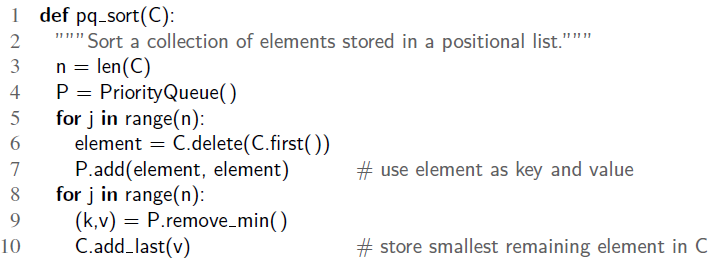 1 def pq_sort(C):
2 """Sort a collection of elements stored in a positional list."""
3 n = len(C)
4 P = PriorityQueue()
5 for j in range(n):
6 element = C.delete(C.first())
7 P.add(element, element) # use element as key and value
8 for j in range(n):
9 (k,v) = P.remove_min()
10 C.add_last(v) # store smallest remaining element in C